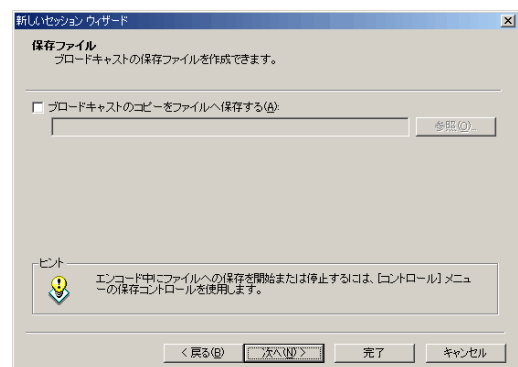 新しいセッション ウィザード
保存ファイル
ブロードキャストの保存ファイルを作成できます。
ブロードキャストのコピーをファイルへ保存する(A):
参照(O)...
ヒント
エンコード中にファイルへの保存を開始または停止するには、[コントロール] メニュ
ーの保存コントロールを使用します。
< 戻る(B)
次へ(N) >
完了
キャンセル